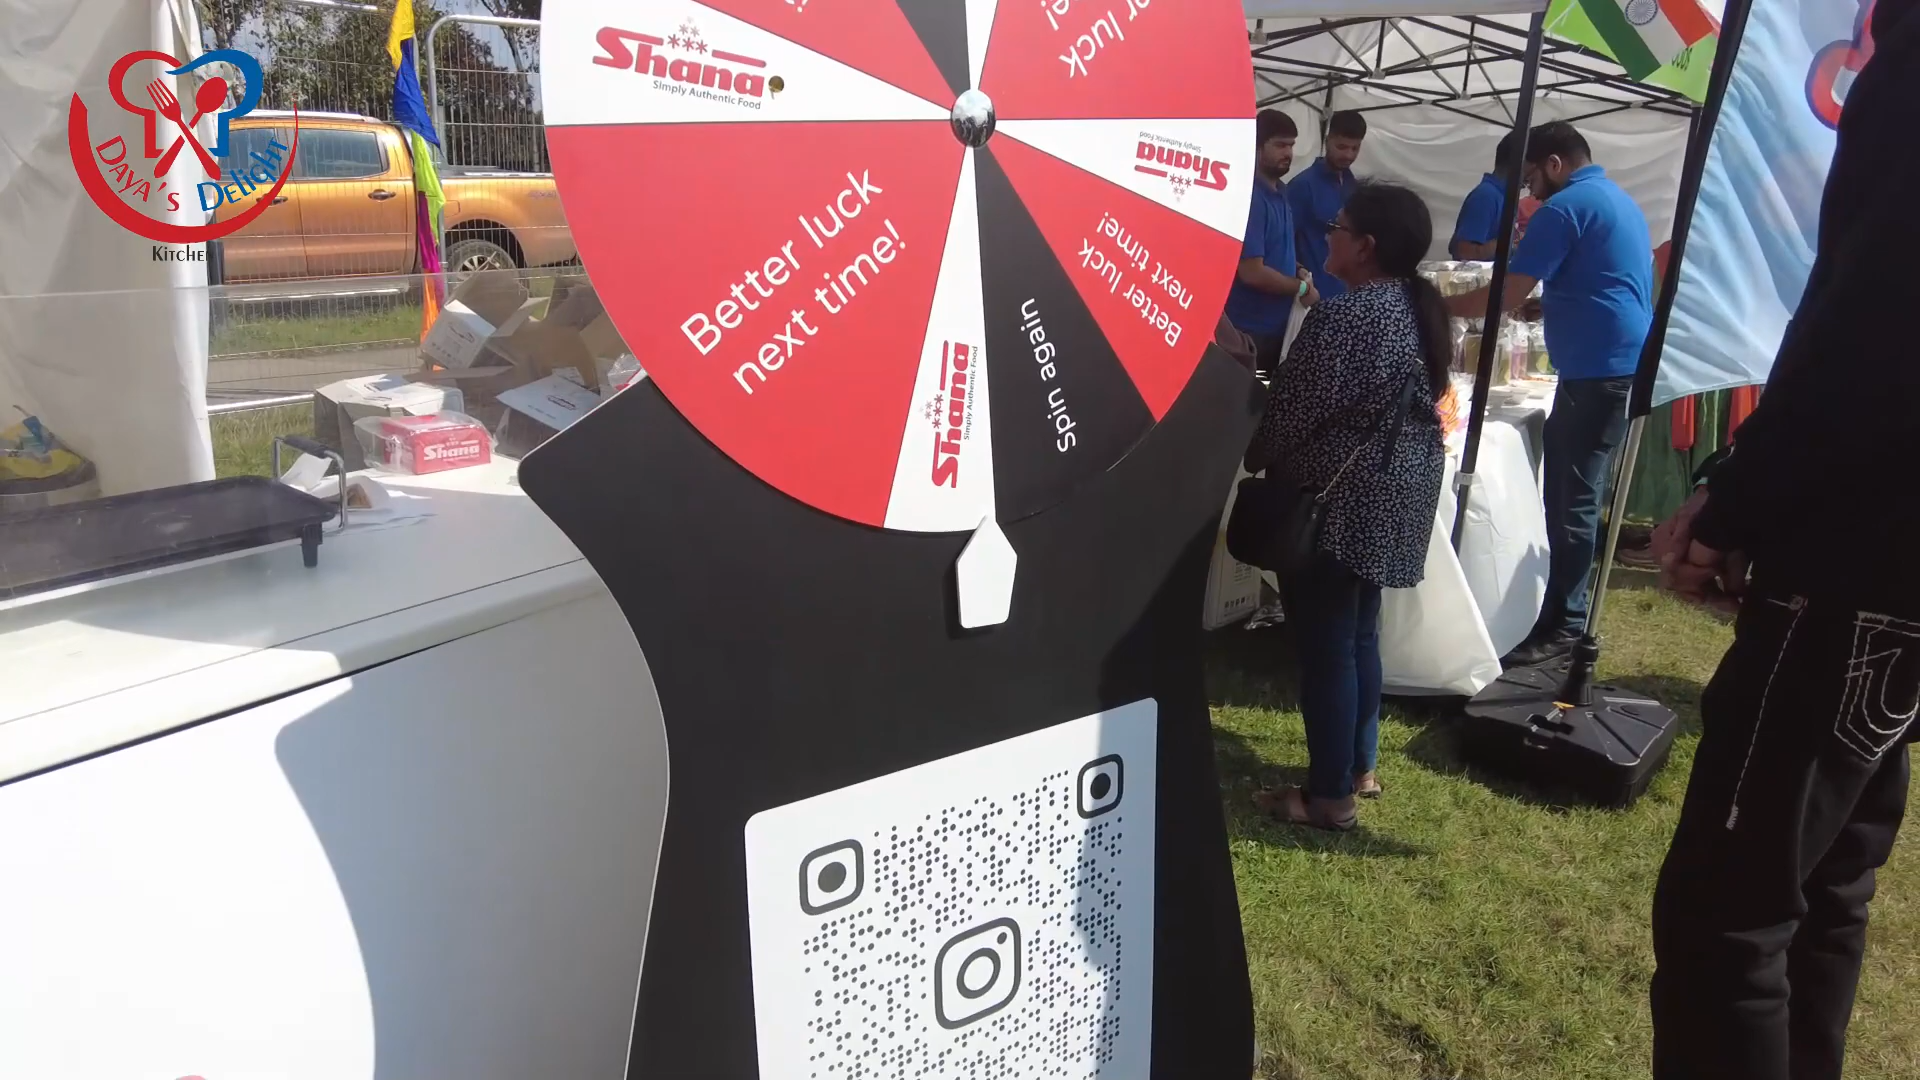 DAYA'S Delight
KITCHEN
Shana
Simply Authentic Food
Better luck
next time!
Shana
Simply Authentic Food
Spin again
Better luck
next time!
Shana
Simply Authentic Food
luck
Shana